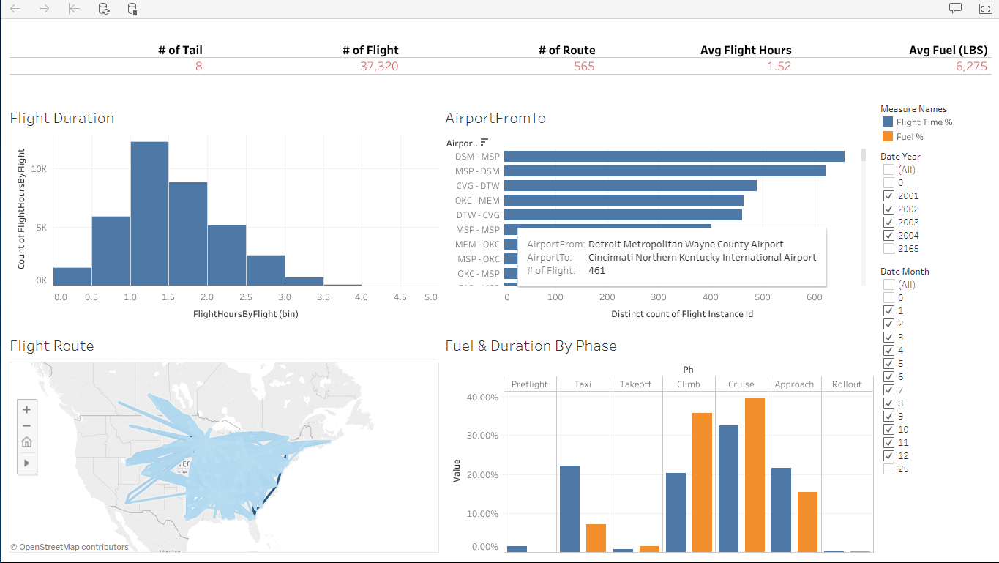 # of Tail # of Flight # of Route Avg Flight Hours Avg Fuel (LBS)
8 37,320 565 1.52 6,275
Flight Duration
Count of FlightHoursByFlight
10K
5K
0K
0.0 0.5 1.0 1.5 2.0 2.5 3.0 3.5 4.0 4.5 5.0
FlightHoursByFlight (bin)
AirportFromTo
Airpor..
DSM - MSP
MSP - DSM
CVG - DTW
OKC - MEM
DTW - CVG
MSP - MSP
MEM - OKC
MSP - OKC
OKC - MSP
AirportFrom: Detroit Metropolitan Wayne County Airport
AirportTo: Cincinnati Northern Kentucky International Airport
# of Flight: 461
0 100 200 300 400 500 600
Distinct count of Flight Instance Id
Measure Names
Flight Time %
Fuel %
Date Year
(All)
0
2001
2002
2003
2004
2165
Date Month
(All)
0
1
2
3
4
5
6
7
8
9
10
11
12
25
Flight Route
+
−
© OpenStreetMap contributors
Fuel & Duration By Phase
Ph
Preflight Taxi Takeoff Climb Cruise Approach Rollout
Value
40.00%
30.00%
20.00%
10.00%
0.00%